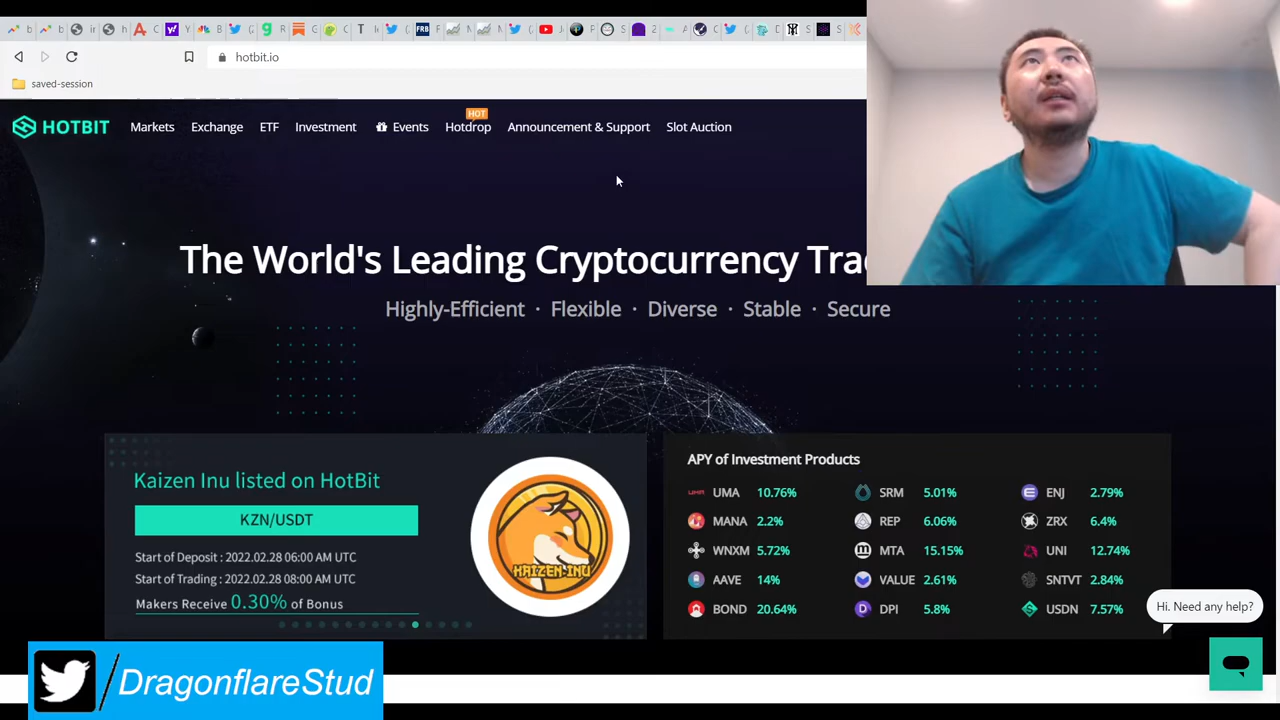 hotbit.io
saved-session
HOTBIT
Markets
Exchange
ETF
Investment
Events
HOT
Hotdrop
Announcement & Support
Slot Auction
The World's Leading Cryptocurrency
Highly-Efficient · Flexible · Diverse · Stable · Secure
Kaizen Inu listed on HotBit
KZN/USDT
Start of Deposit : 2022.02.28 06:00 AM UTC
Start of Trading : 2022.02.28 08:00 AM UTC
Makers Receive 0.30% of Bonus
KAIZEN INU
APY of Investment Products
UMA 10.76% SRM 5.01% ENJ 2.79%
MANA 2.2% REP 6.06% ZRX 6.4%
WNXM 5.72% MTA 15.15% UNI 12.74%
AAVE 14% VALUE 2.61% SNTVT 2.84%
BOND 20.64% DPI 5.8% USDN 7.57%
Hi. Need any help?
/DragonflareStud